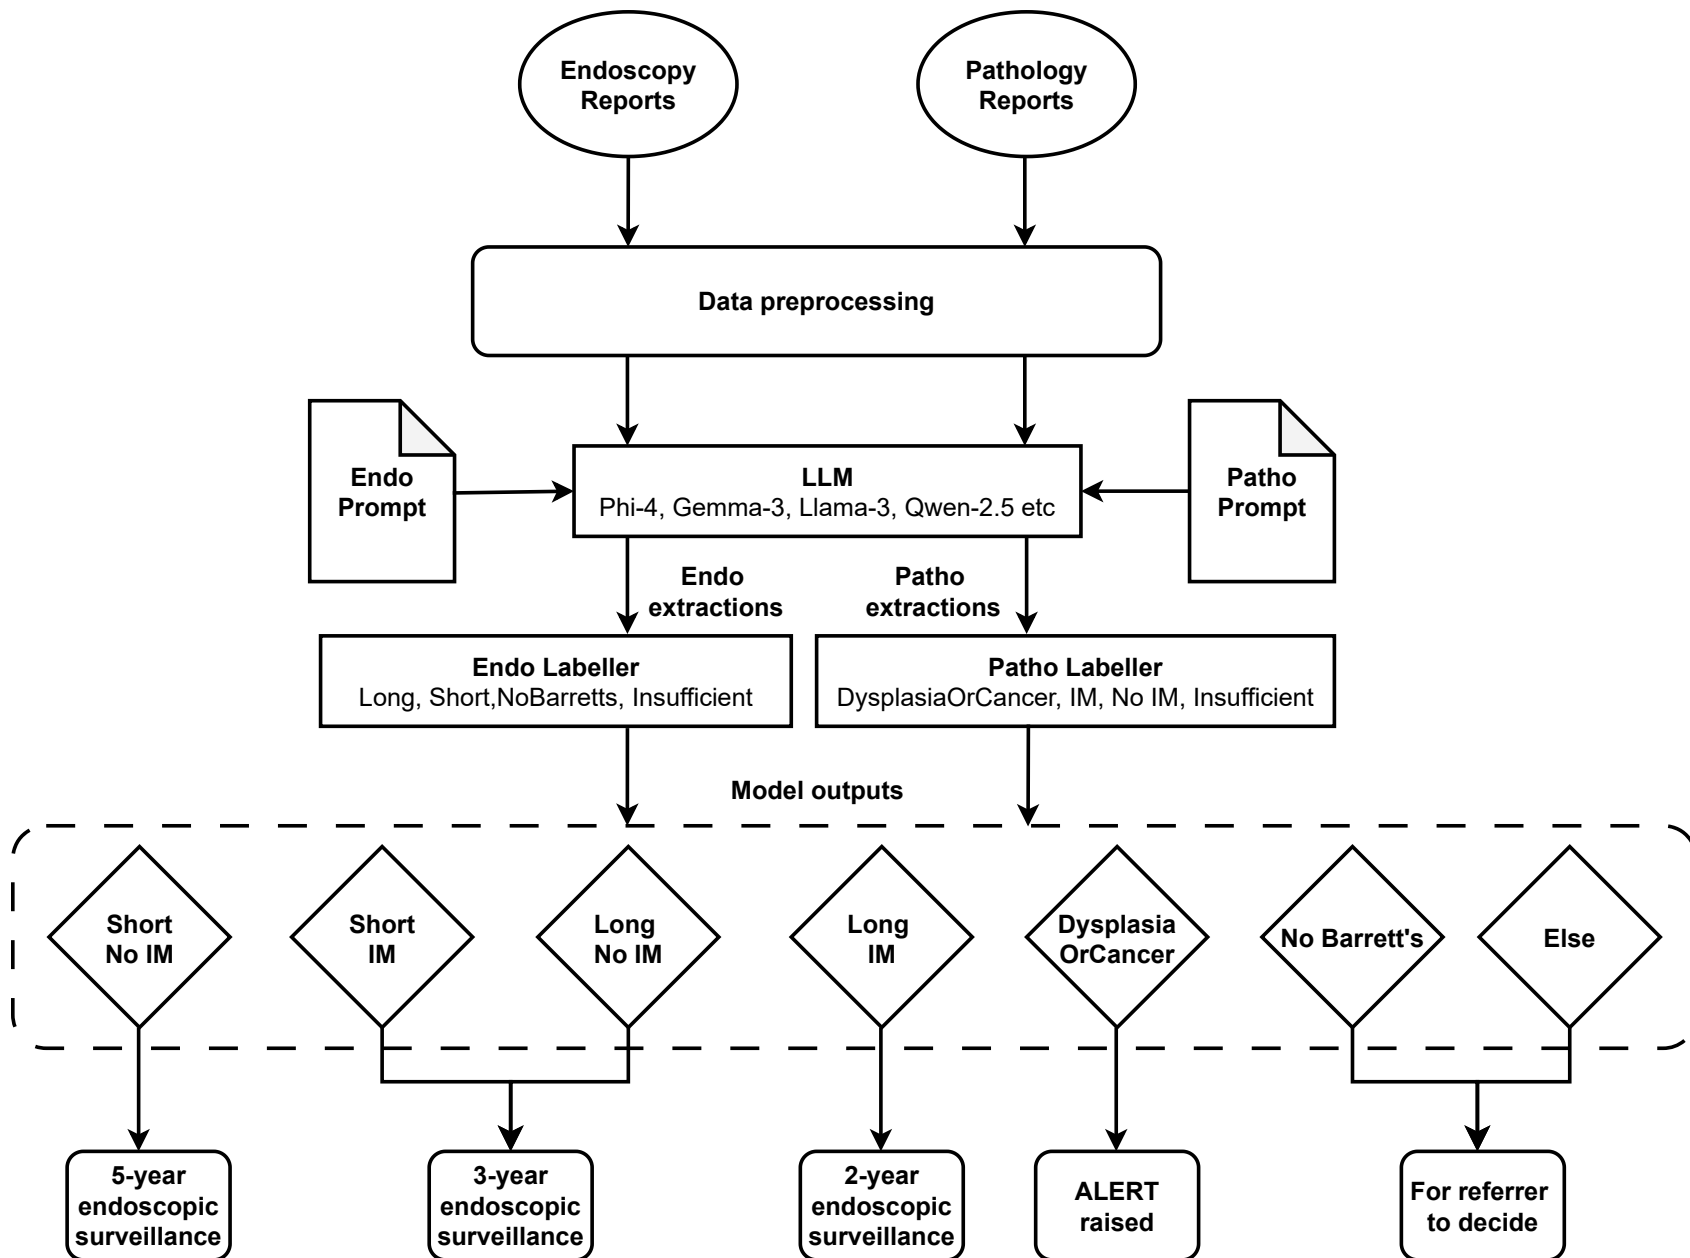 Endoscopy
Reports
Pathology
Reports
Data preprocessing
Endo
Prompt
LLM
Phi-4, Gemma-3, Llama-3, Qwen-2.5 etc
Patho
Prompt
Endo
extractions
Patho
extractions
Endo Labeller
Long, Short,NoBarretts, Insufficient
Patho Labeller
DysplasiaOrCancer, IM, No IM, Insufficient
Model outputs
Short
No IM
Short
IM
Long
No IM
Long
IM
Dysplasia
OrCancer
No Barrett's
Else
5-year
endoscopic
surveillance
3-year
endoscopic
surveillance
2-year
endoscopic
surveillance
ALERT
raised
For referrer
to decide